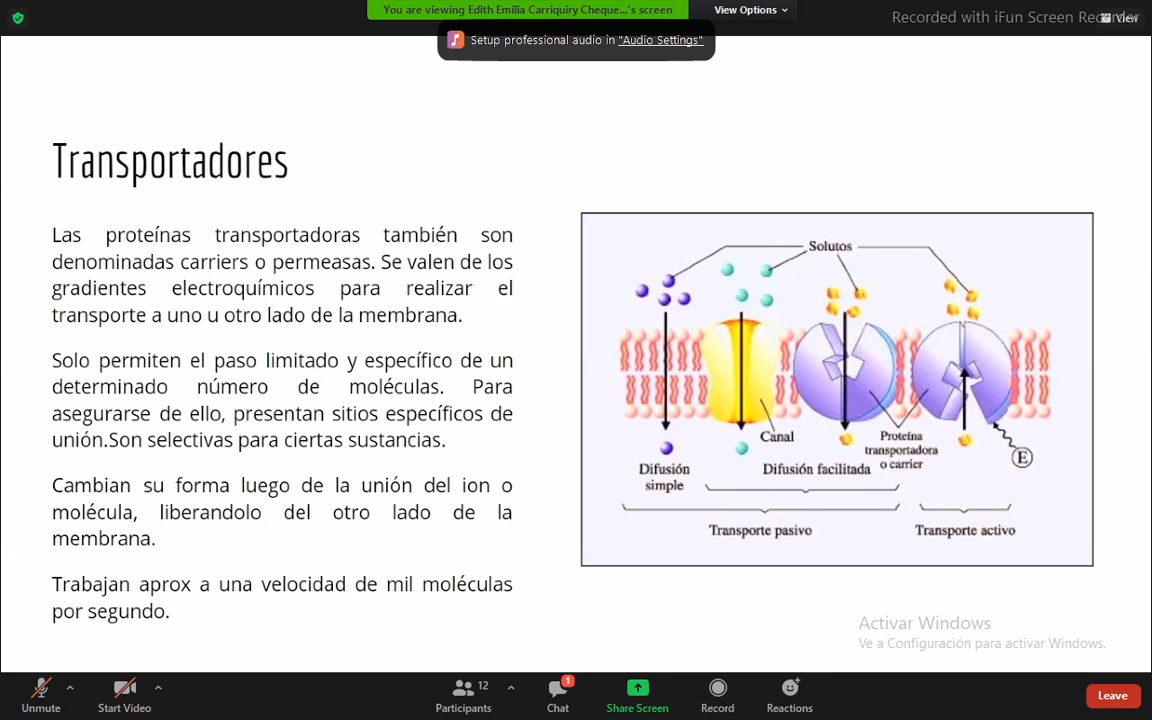 You are viewing Edith Emilia Carriquiry Cheque...'s screen
View Options
Recorded with iFun Screen Recorder
View
Setup professional audio in "Audio Settings"
Transportadores
Las proteínas transportadoras también son
denominadas carriers o permeasas. Se valen de los
gradientes electroquímicos para realizar el
transporte a uno u otro lado de la membrana.
Solo permiten el paso limitado y específico de un
determinado número de moléculas. Para
asegurarse de ello, presentan sitios específicos de
unión.Son selectivas para ciertas sustancias.
Cambian su forma luego de la unión del ion o
molécula, liberandolo del otro lado de la
membrana.
Trabajan aprox a una velocidad de mil moléculas
por segundo.
Solutos
Canal
Proteína
transportadora
o carrier
E
Difusión
simple
Difusión facilitada
Transporte pasivo
Transporte activo
Activar Windows
Ve a Configuración para activar Windows.
Unmute
Start Video
12
Participants
1
Chat
Share Screen
Record
Reactions
Leave